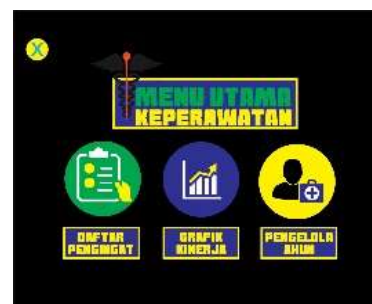 X
MENU UTAMA
KEPERAWATAN
DAFTAR
PENGINGAT
GRAFIK
KINERJA
PENGELOLA
AKUN